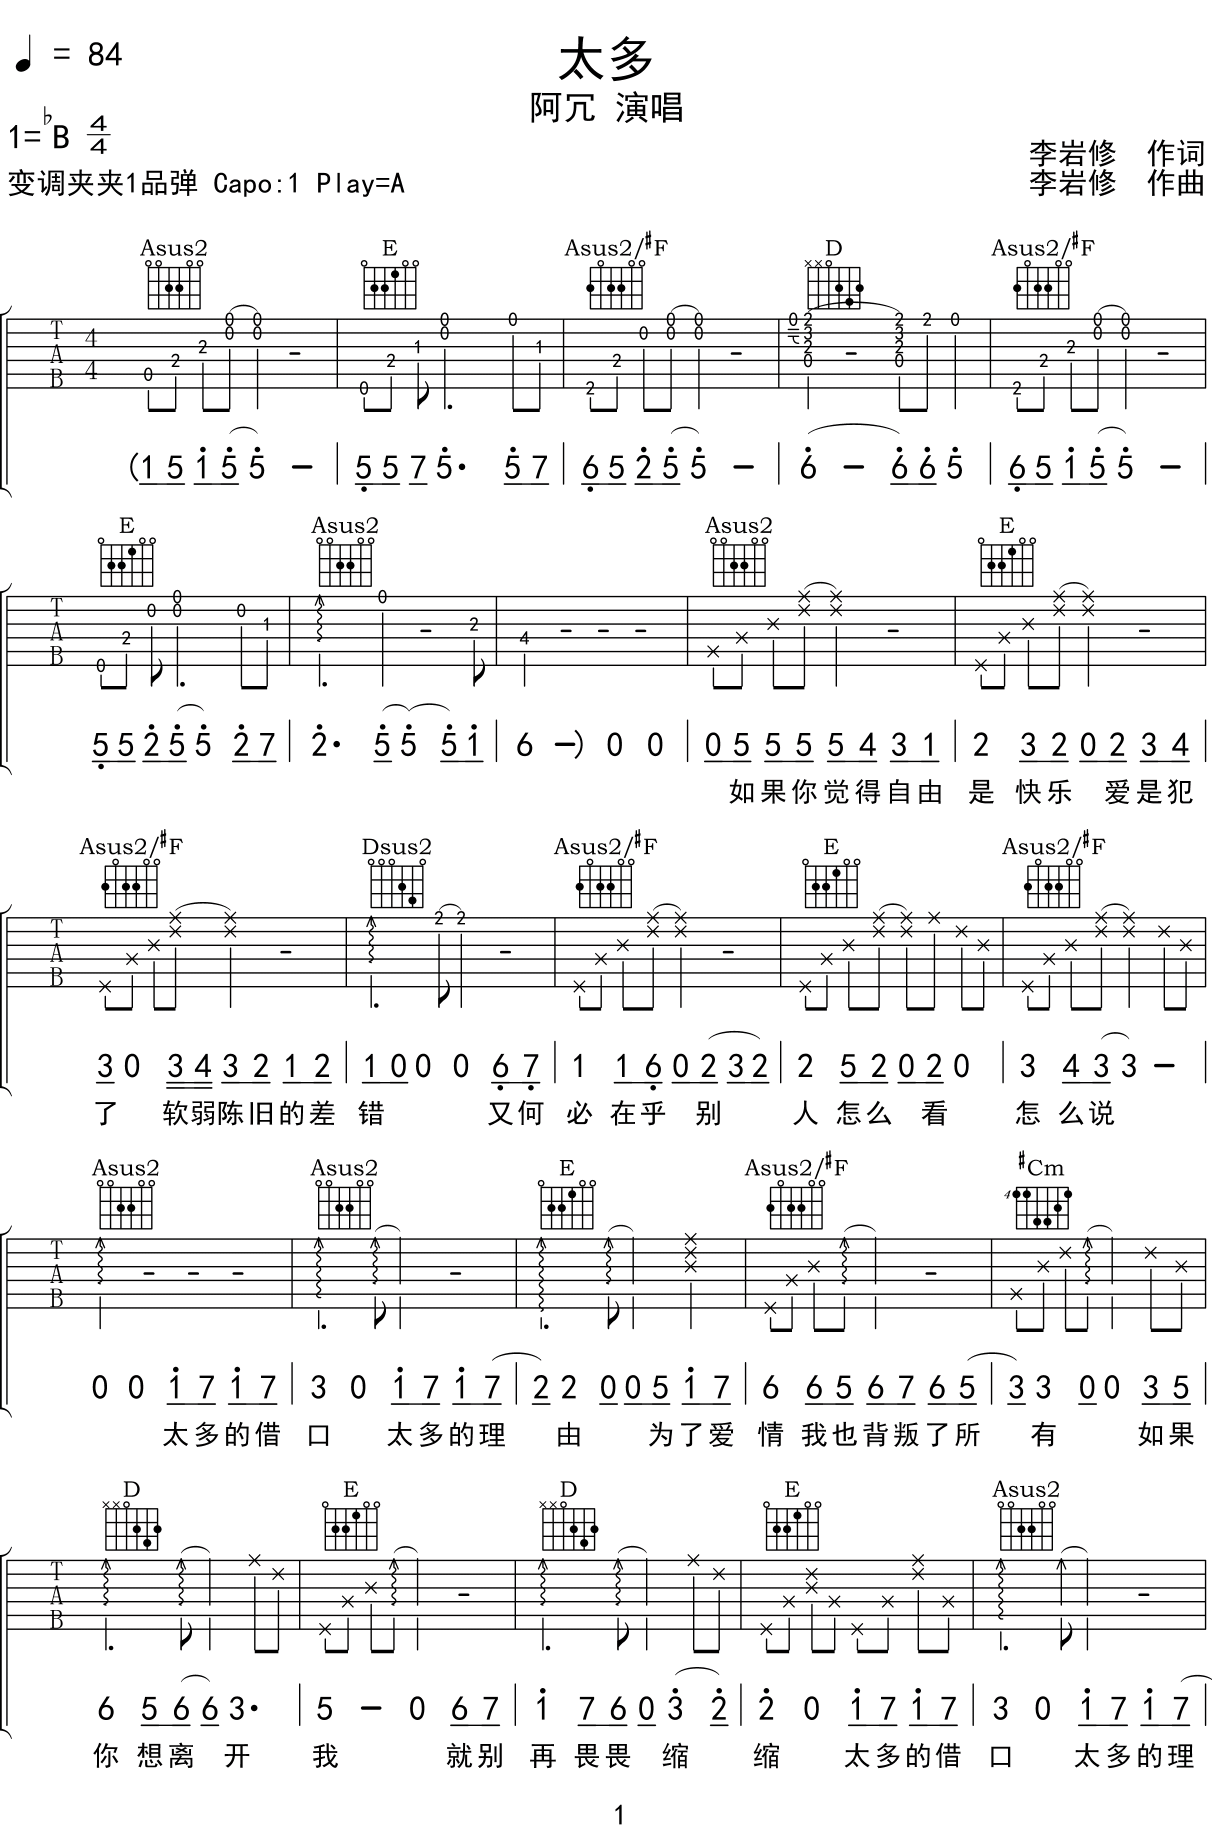 ♩ = 84
太多
阿冗 演唱
1=♭B 4/4
李岩修 作词
变调夹夹1品弹 Capo:1 Play=A
李岩修 作曲
Asus2 E Asus2/#F D Asus2/#F
(1 5 1 5 5 - | 5 5 7 5· 5 7 | 6 5 2 5 5 - | 6 - 6 6 5 | 6 5 1 5 5 - |
E Asus2 Asus2 E
5 5 2 5 5 2 7 | 2· 5 5 5 1 | 6 -) 0 0 | 0 5 5 5 5 4 3 1 | 2 3 2 0 2 3 4 |
如果你觉得自由 是 快乐 爱是犯
Asus2/#F Dsus2 Asus2/#F E Asus2/#F
3 0 3 4 3 2 1 2 | 1 0 0 0 6 7 | 1 1 6 0 2 3 2 | 2 5 2 0 2 0 | 3 4 3 3 - |
了 软弱陈旧的差 错 又何 必 在乎 别 人 怎么 看 怎 么说
Asus2 Asus2 E Asus2/#F #Cm
4
0 0 1 7 1 7 | 3 0 1 7 1 7 | 2 2 0 0 5 1 7 | 6 6 5 6 7 6 5 | 3 3 0 0 3 5
太多的借 口 太多的理 由 为了爱 情 我也背叛了所 有 如果
D E D E Asus2
6 5 6 6 3· | 5 - 0 6 7 | 1 7 6 0 3 2 | 2 0 1 7 1 7 | 3 0 1 7 1 7 |
你 想离 开 我 就别 再 畏畏 缩 缩 太多的借 口 太多的理
1